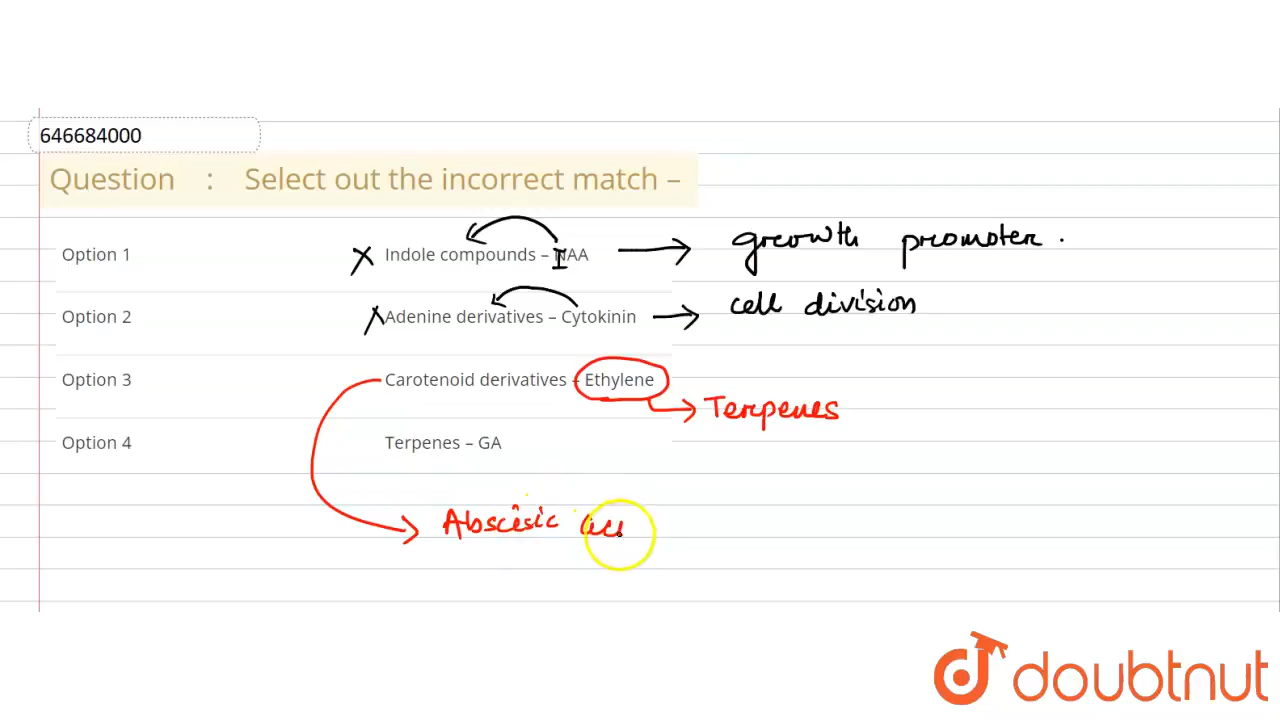 646684000
Question : Select out the incorrect match –
Option 1 X Indole compounds – IAA → growth promoter.
Option 2 X Adenine derivatives – Cytokinin → cell division
Option 3 Carotenoid derivatives – Ethylene
→ Terpenes
Option 4 Terpenes – GA
→ Abscisic ac
doubtnut